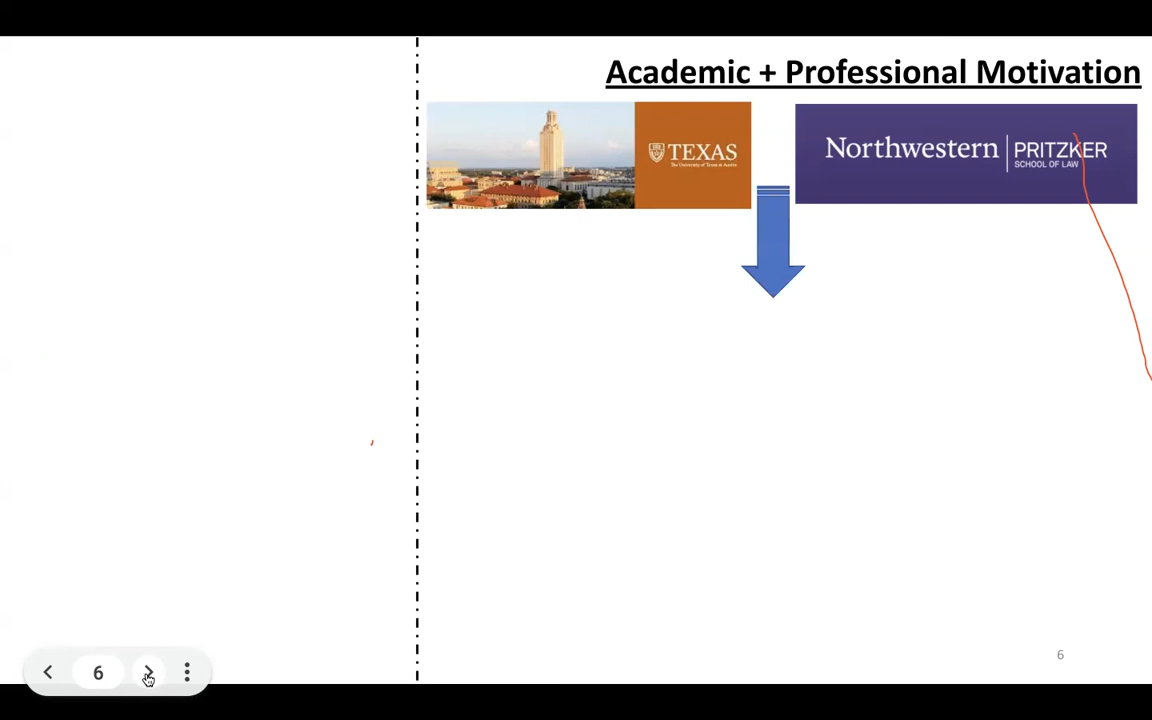 Academic + Professional Motivation
TEXAS
The University of Texas at Austin
Northwestern PRITZKER
SCHOOL OF LAW
6
6